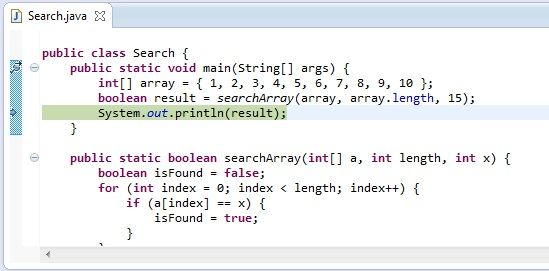 Search.java
public class Search {
public static void main(String[] args) {
int[] array = { 1, 2, 3, 4, 5, 6, 7, 8, 9, 10 };
boolean result = searchArray(array, array.length, 15);
System.out.println(result);
}
public static boolean searchArray(int[] a, int length, int x) {
boolean isFound = false;
for (int index = 0; index < length; index++) {
if (a[index] == x) {
isFound = true;
}